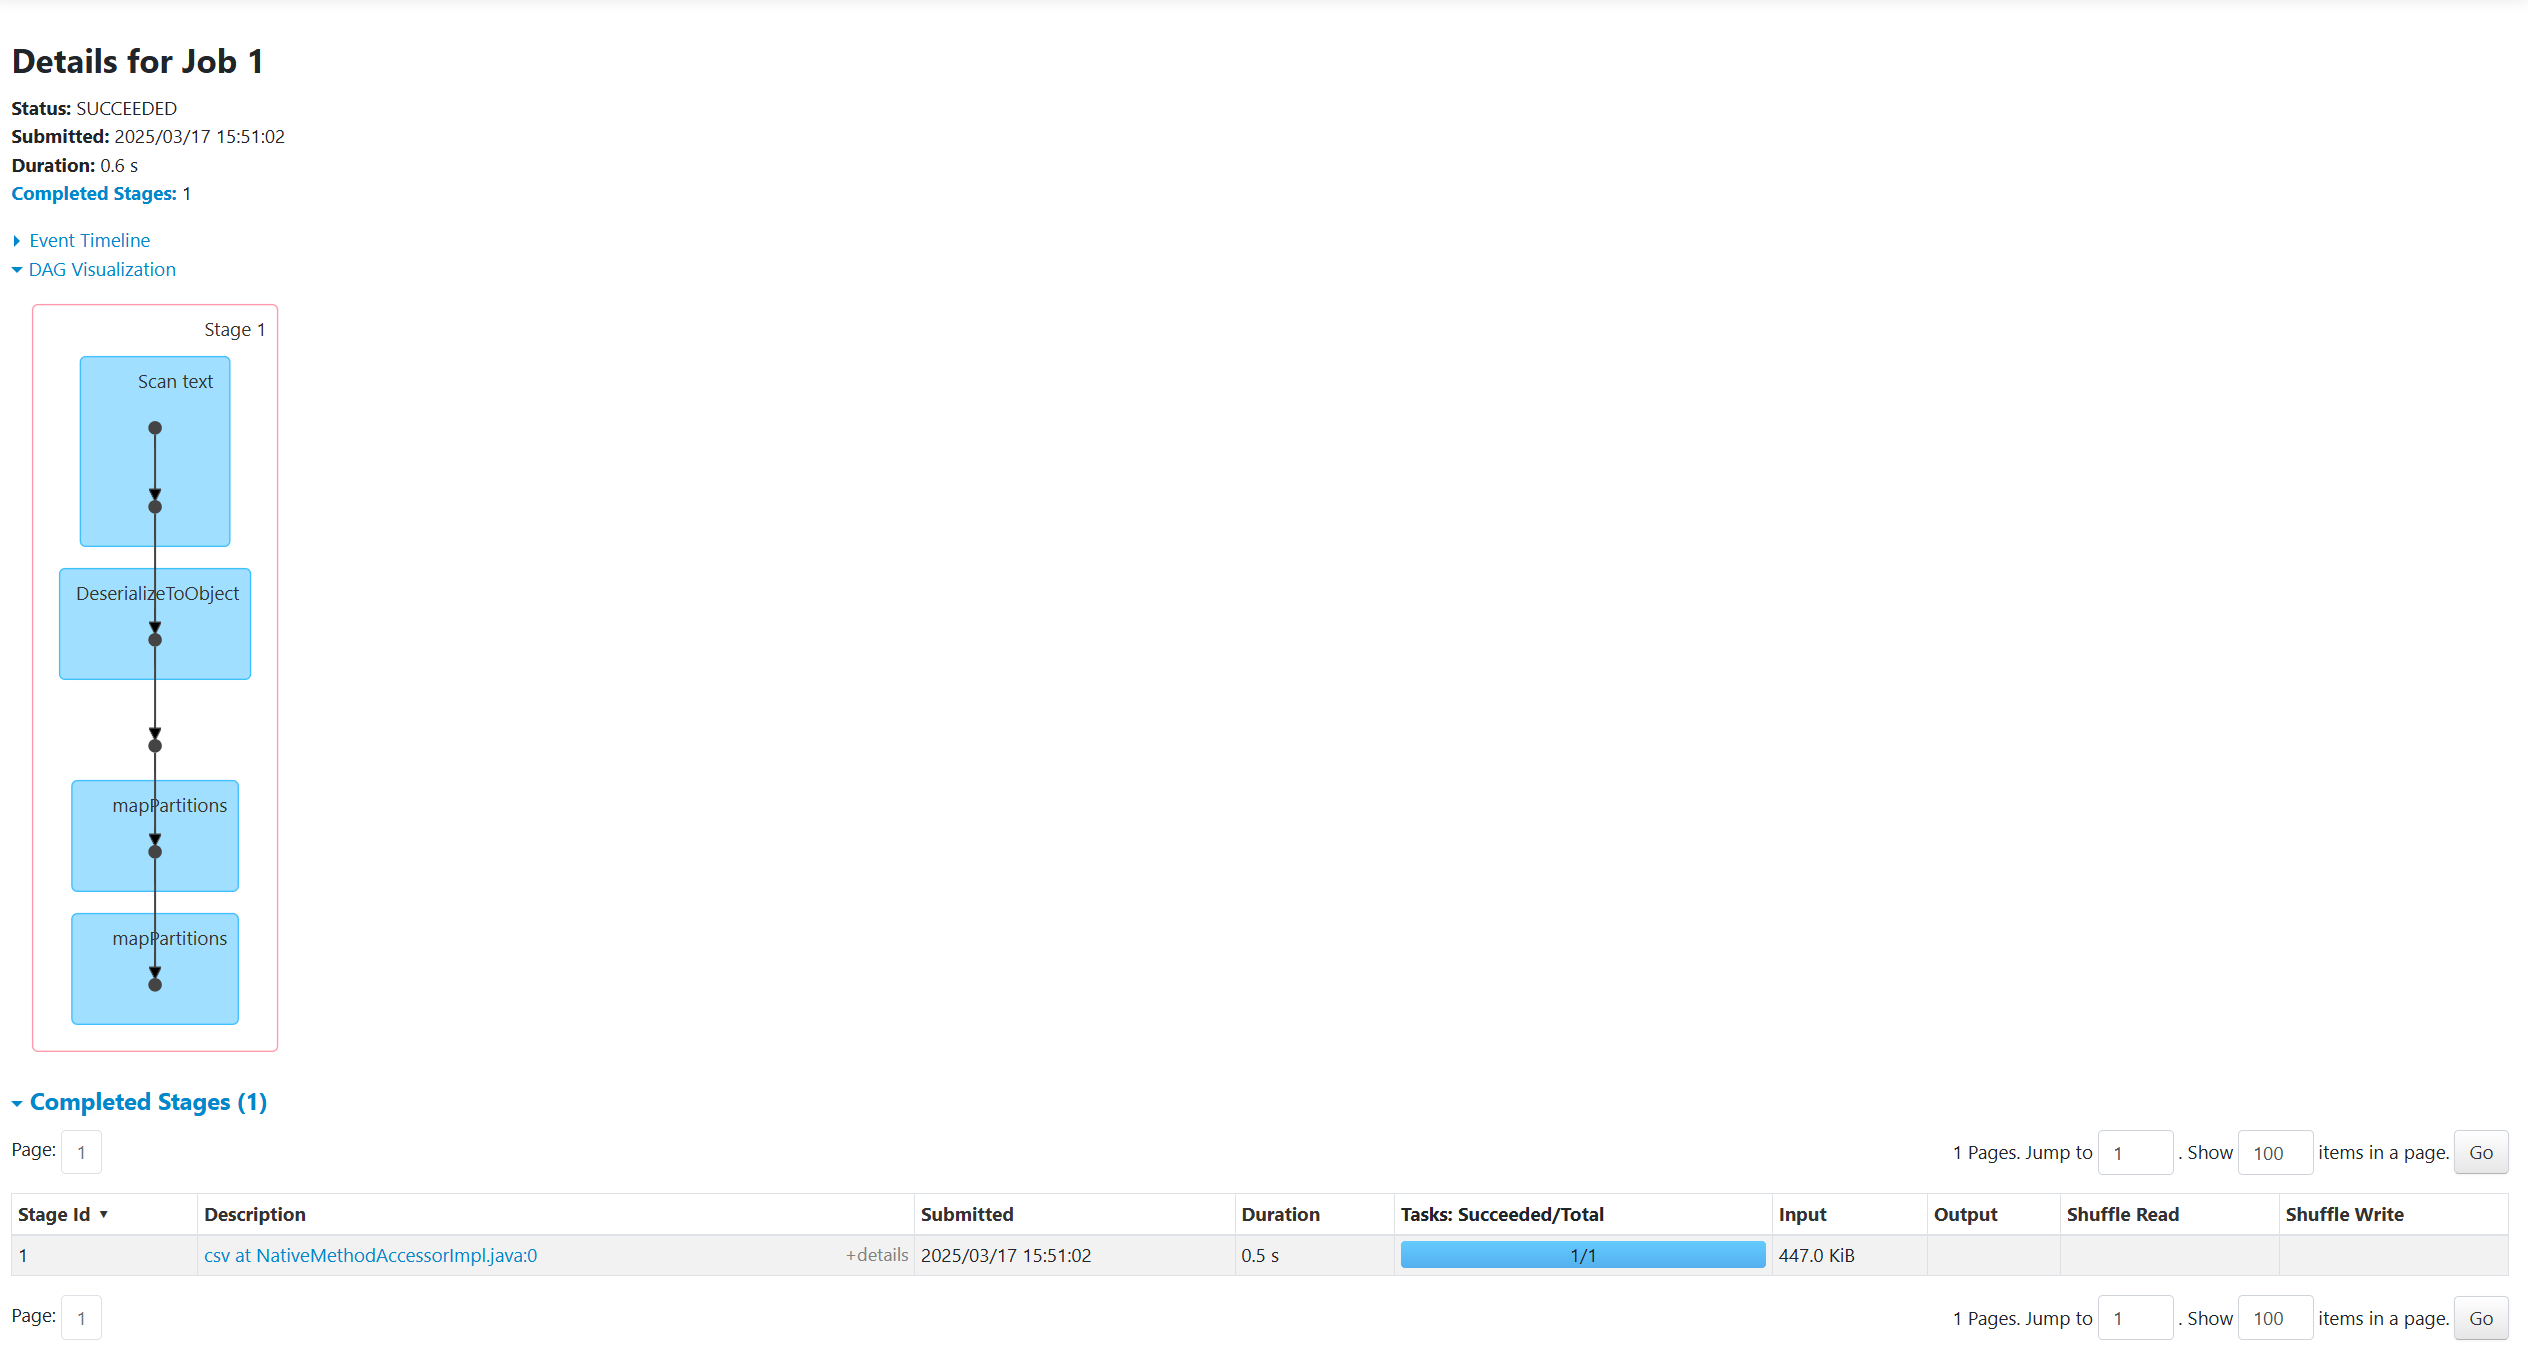 Details for Job 1
Status: SUCCEEDED
Submitted: 2025/03/17 15:51:02
Duration: 0.6 s
Completed Stages: 1
Event Timeline
DAG Visualization
Stage 1
Scan text
DeserializeToObject
mapPartitions
mapPartitions
Completed Stages (1)
Page: 1 1 Pages. Jump to 1 . Show 100 items in a page. Go
Stage Id ▾ Description Submitted Duration Tasks: Succeeded/Total Input Output Shuffle Read Shuffle Write
1 csv at NativeMethodAccessorImpl.java:0 +details 2025/03/17 15:51:02 0.5 s 1/1 447.0 KiB
Page: 1 1 Pages. Jump to 1 . Show 100 items in a page. Go